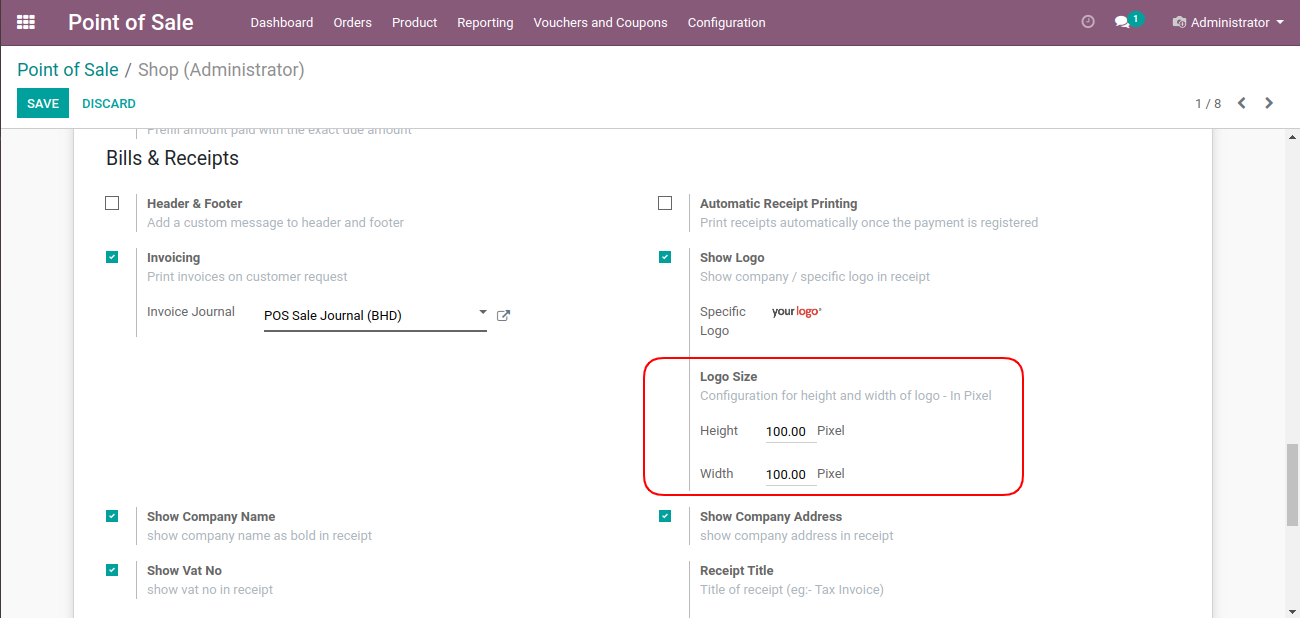 Point of Sale Dashboard Orders Product Reporting Vouchers and Coupons Configuration 1 Administrator
Point of Sale / Shop (Administrator)
SAVE DISCARD 1 / 8
Prefill amount paid with the exact due amount
Bills & Receipts
Header & Footer
Add a custom message to header and footer
Automatic Receipt Printing
Print receipts automatically once the payment is registered
Invoicing
Print invoices on customer request
Invoice Journal POS Sale Journal (BHD)
Show Logo
Show company / specific logo in receipt
Specific
Logo
yourlogo
Logo Size
Configuration for height and width of logo - In Pixel
Height 100.00 Pixel
Width 100.00 Pixel
Show Company Name
show company name as bold in receipt
Show Company Address
show company address in receipt
Show Vat No
show vat no in receipt
Receipt Title
Title of receipt (eg:- Tax Invoice)